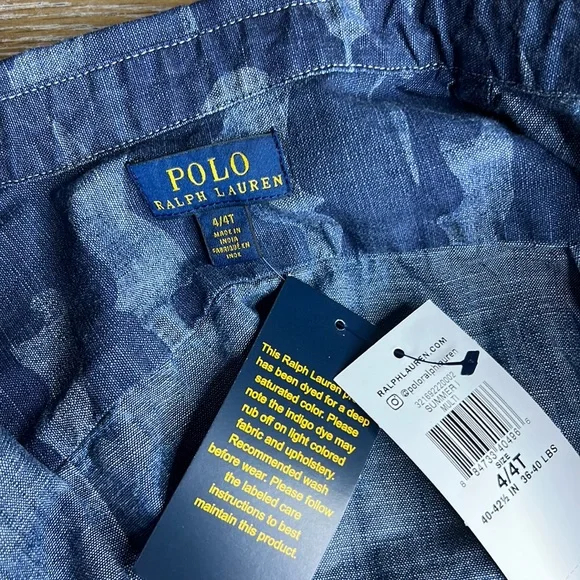 POLO
RALPH LAUREN
4/4T
MADE IN
INDIA
FABRIQUÉ EN
INDE
This Ralph Lauren
has been dyed for a deep
saturated color. Please
note the indigo dye may
rub off on light colored
fabric and upholstery.
Recommended wash
before wear. Please follow
the labeled care
instructions to best
maintain this product.
RALPHLAUREN.COM
@poloralphlauren
SUMMER I
MULTI
SIZE
4/4T
40-42½ IN 36-40 LBS